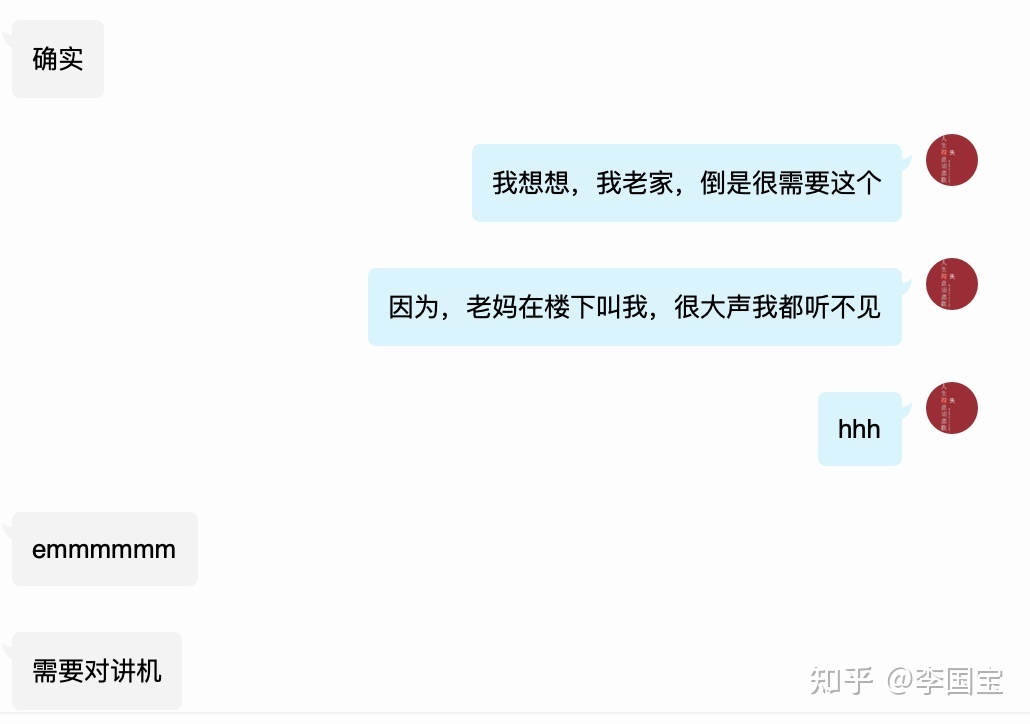 确实
我想想，我老家，倒是很需要这个
因为，老妈在楼下叫我，很大声我都听不见
hhh
emmmmmm
需要对讲机
知乎 @李国宝